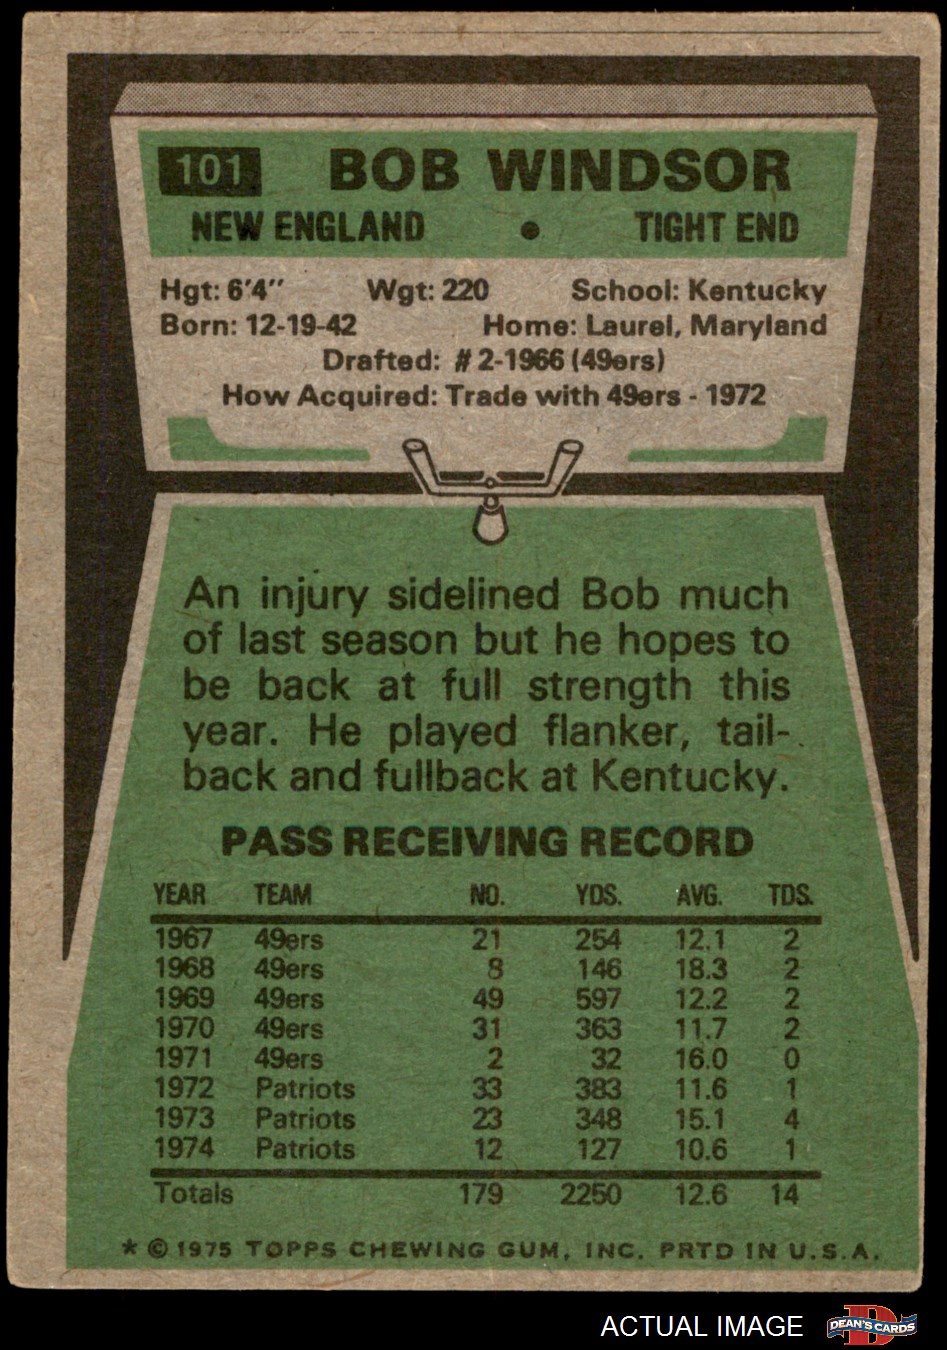 101 BOB WINDSOR
NEW ENGLAND • TIGHT END
Hgt: 6'4" Wgt: 220 School: Kentucky
Born: 12-19-42 Home: Laurel, Maryland
Drafted: #2-1966 (49ers)
How Acquired: Trade with 49ers - 1972
An injury sidelined Bob much
of last season but he hopes to
be back at full strength this
year. He played flanker, tail-
back and fullback at Kentucky.
PASS RECEIVING RECORD
YEAR TEAM NO. YDS. AVG. TDS.
1967 49ers 21 254 12.1 2
1968 49ers 8 146 18.3 2
1969 49ers 49 597 12.2 2
1970 49ers 31 363 11.7 2
1971 49ers 2 32 16.0 0
1972 Patriots 33 383 11.6 1
1973 Patriots 23 348 15.1 4
1974 Patriots 12 127 10.6 1
Totals 179 2250 12.6 14
* © 1975 TOPPS CHEWING GUM, INC. PRTD IN U.S.A.
ACTUAL IMAGE
D DEAN'S CARDS